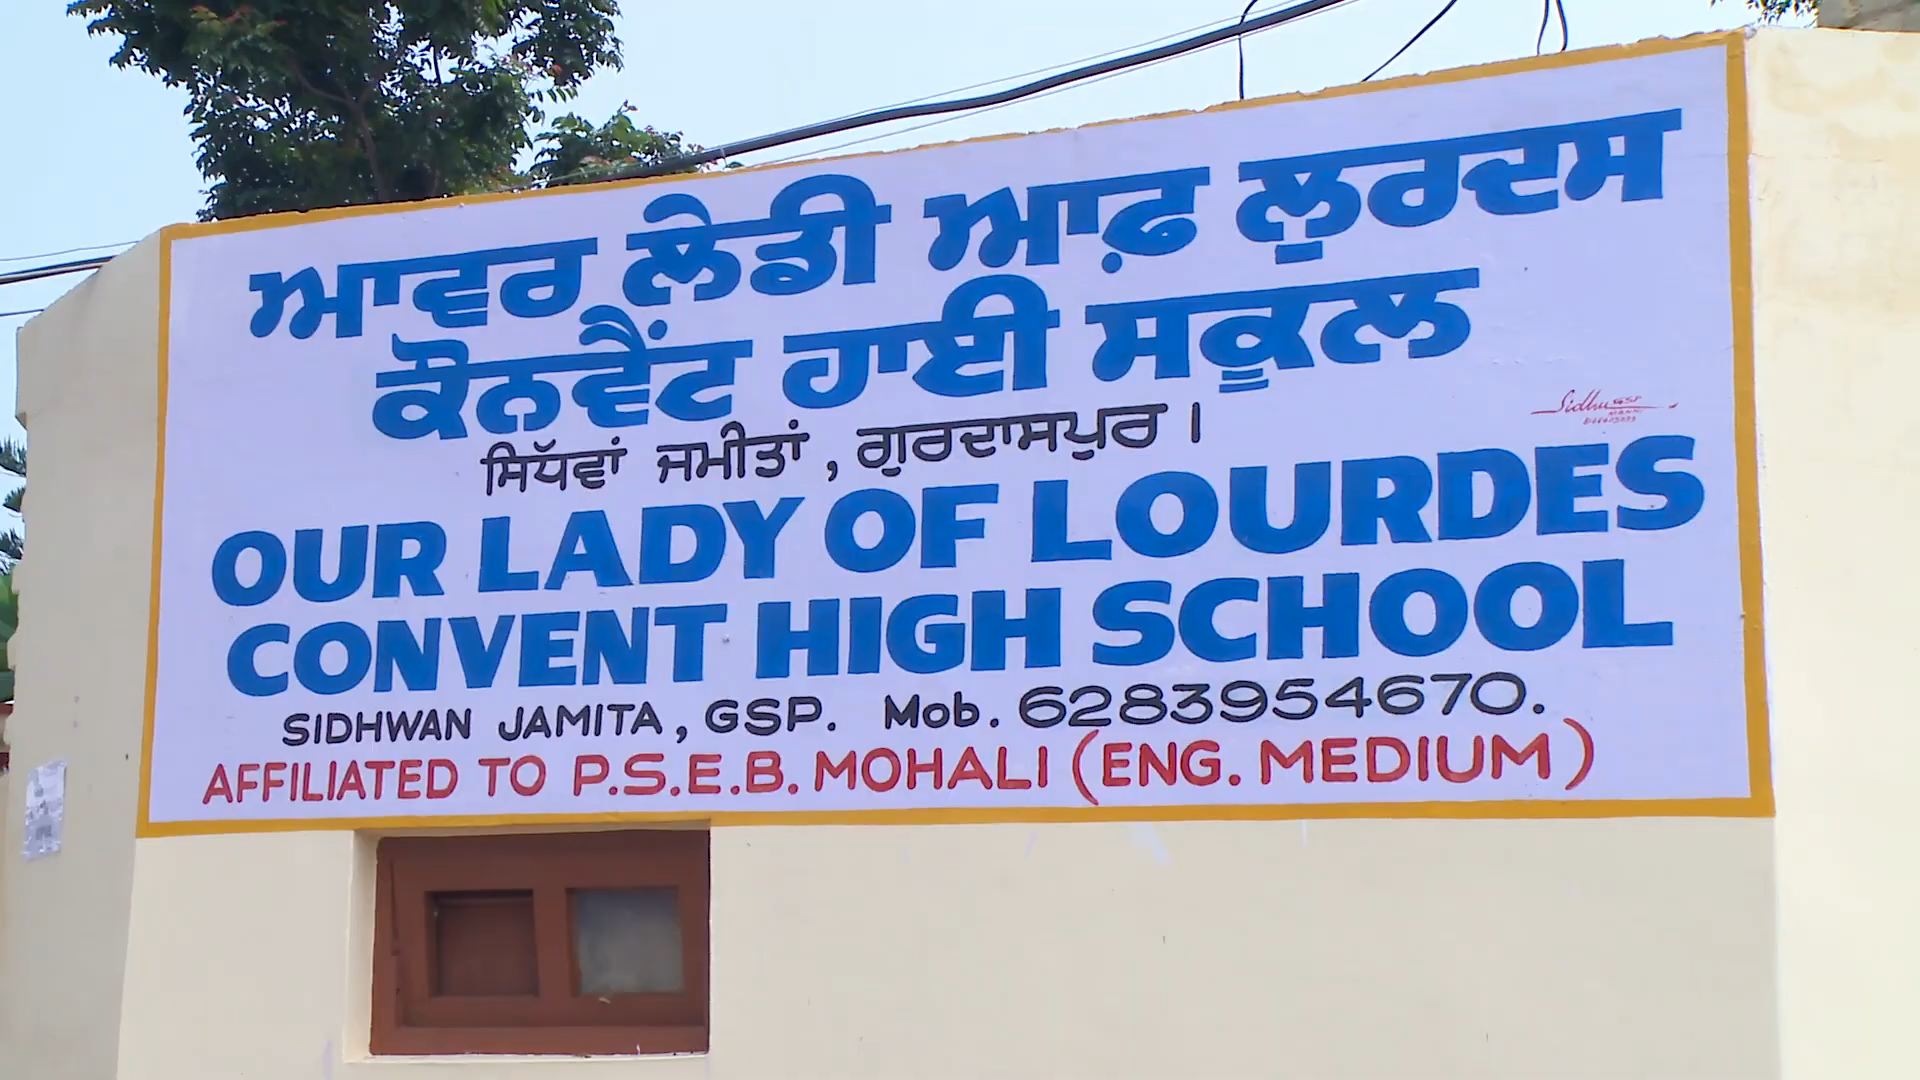 ਆਵਰ ਲੇਡੀ ਆਫ਼ ਲੁਰਦਸ
ਕੌਨਵੈਂਟ ਹਾਈ ਸਕੂਲ
ਸਿੱਧਵਾਂ ਜਮੀਤਾਂ, ਗੁਰਦਾਸਪੁਰ।
Sidhu
OUR LADY OF LOURDES
CONVENT HIGH SCHOOL
SIDHWAN JAMITA, GSP. Mob. 6283954670.
AFFILIATED TO P.S.E.B. MOHALI (ENG. MEDIUM)